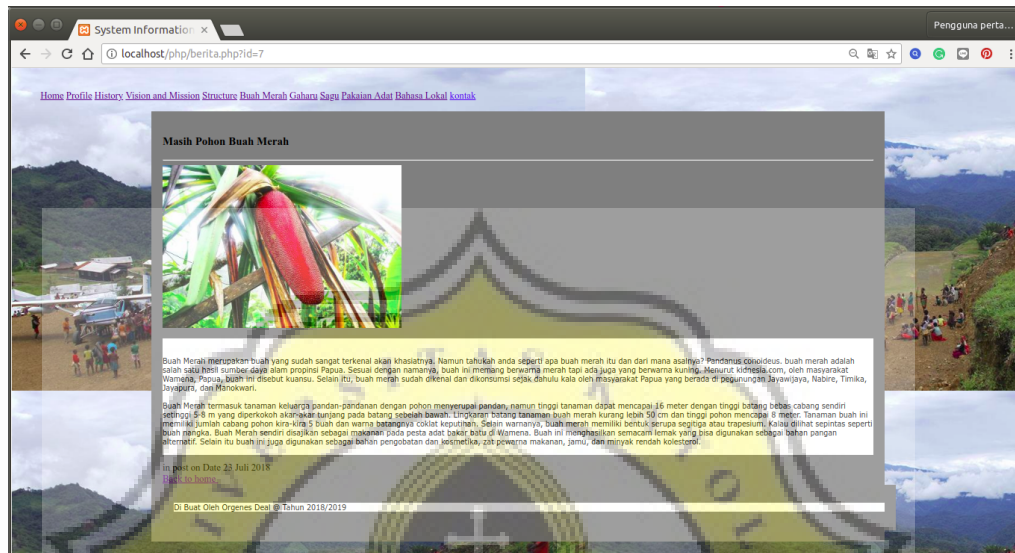 System Information
Pengguna perta...
localhost/php/berita.php?id=7
Home Profile History Vision and Mission Structure Buah Merah Gaharu Sagu Pakaian Adat Bahasa Lokal kontak
Masih Pohon Buah Merah
Buah Merah merupakan buah yang sudah sangat terkenal akan khasiatnya. Namun tahukah anda seperti apa buah merah itu dan dari mana asalnya? Pandanus conoideus. buah merah adalah
salah satu hasil sumber daya alam propinsi Papua. Sesuai dengan namanya, buah ini memang berwarna merah tapi ada juga yang berwarna kuning. Menurut kidnesia.com, oleh masyarakat
Wamena, Papua, buah ini disebut kuansu. Selain itu, buah merah sudah dikenal dan dikonsumsi sejak dahulu kala oleh masyarakat Papua yang berada di pegunungan Jayawijaya, Nabire, Timika,
Jayapura, dan Manokwari.
Buah Merah termasuk tanaman keluarga pandan-pandanan dengan pohon menyerupai pandan, namun tinggi tanaman dapat mencapai 16 meter dengan tinggi batang bebas cabang sendiri
setinggi 5-8 m yang diperkokoh akar-akar tunjang pada batang sebelah bawah. Lingkaran batang tanaman buah merah kurang lebih 50 cm dan tinggi pohon mencapai 8 meter. Tanaman buah ini
memiliki jumlah cabang pohon kira-kira 5 buah dan warna batangnya coklat keputihan. Selain warnanya, buah merah memiliki bentuk serupa segitiga atau trapesium. Kalau dilihat sepintas seperti
buah nangka. Buah Merah sendiri disajikan sebagai makanan pada pesta adat bakar batu di Wamena. Buah ini menghasilkan semacam lemak yang bisa digunakan sebagai bahan pangan
alternatif. Selain itu buah ini juga digunakan sebagai bahan pengobatan dan kosmetika, zat pewarna makanan, jamu, dan minyak rendah kolesterol.
in post on Date 23 Juli 2018
Back to home
Di Buat Oleh Orgenes Deal @ Tahun 2018/2019